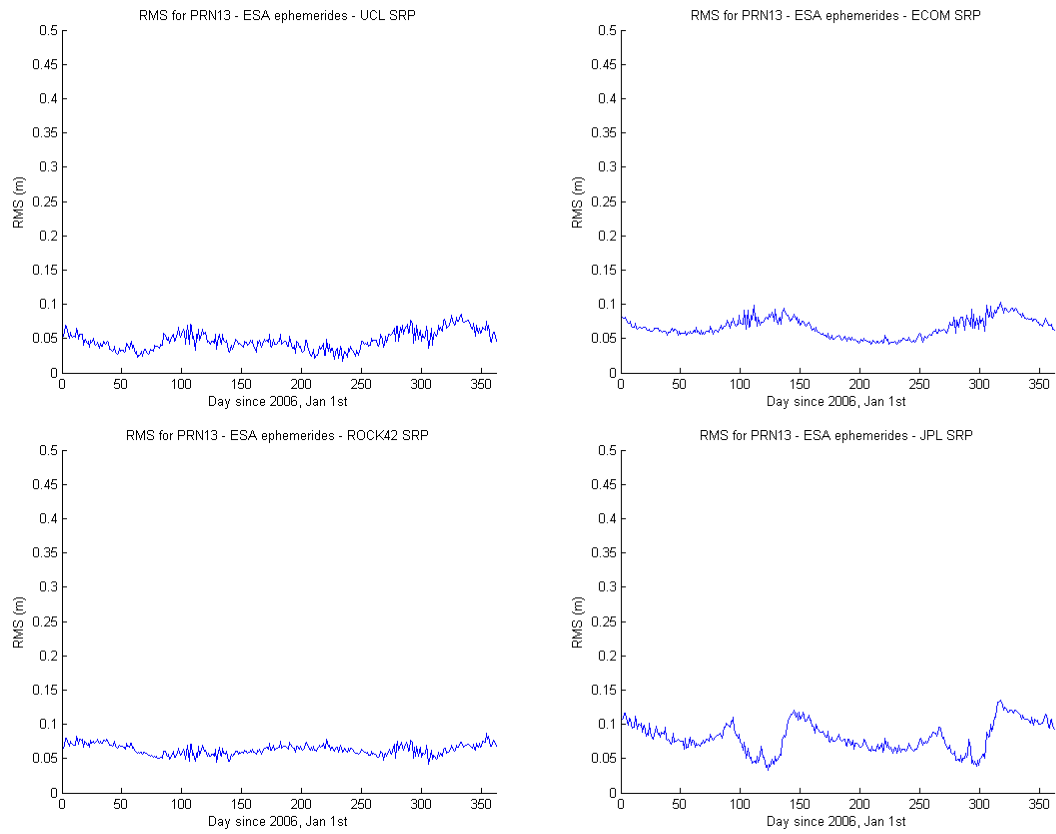 RMS for PRN13 - ESA ephemerides - UCL SRP
0.5
0.45
0.4
0.35
0.3
0.25
0.2
0.15
0.1
0.05
0
RMS (m)
0 50 100 150 200 250 300 350
Day since 2006, Jan 1st
RMS for PRN13 - ESA ephemerides - ECOM SRP
0.5
0.45
0.4
0.35
0.3
0.25
0.2
0.15
0.1
0.05
0
RMS (m)
0 50 100 150 200 250 300 350
Day since 2006, Jan 1st
RMS for PRN13 - ESA ephemerides - ROCK42 SRP
0.5
0.45
0.4
0.35
0.3
0.25
0.2
0.15
0.1
0.05
0
RMS (m)
0 50 100 150 200 250 300 350
Day since 2006, Jan 1st
RMS for PRN13 - ESA ephemerides - JPL SRP
0.5
0.45
0.4
0.35
0.3
0.25
0.2
0.15
0.1
0.05
0
RMS (m)
0 50 100 150 200 250 300 350
Day since 2006, Jan 1st